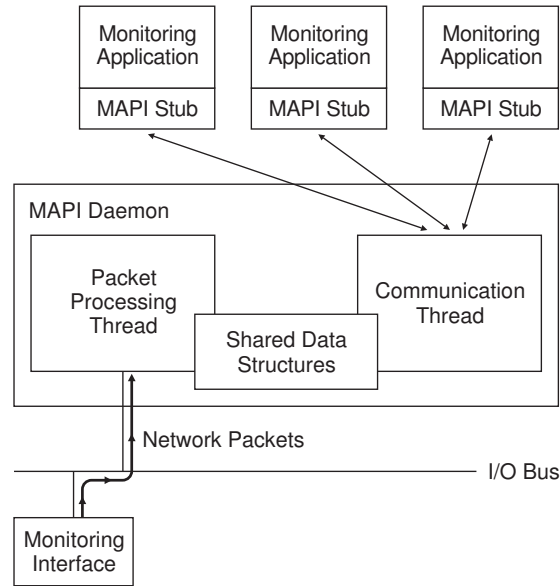 Monitoring
Application
MAPI Stub
Monitoring
Application
MAPI Stub
Monitoring
Application
MAPI Stub
MAPI Daemon
Packet
Processing
Thread
Communication
Thread
Shared Data
Structures
Network Packets
I/O Bus
Monitoring
Interface